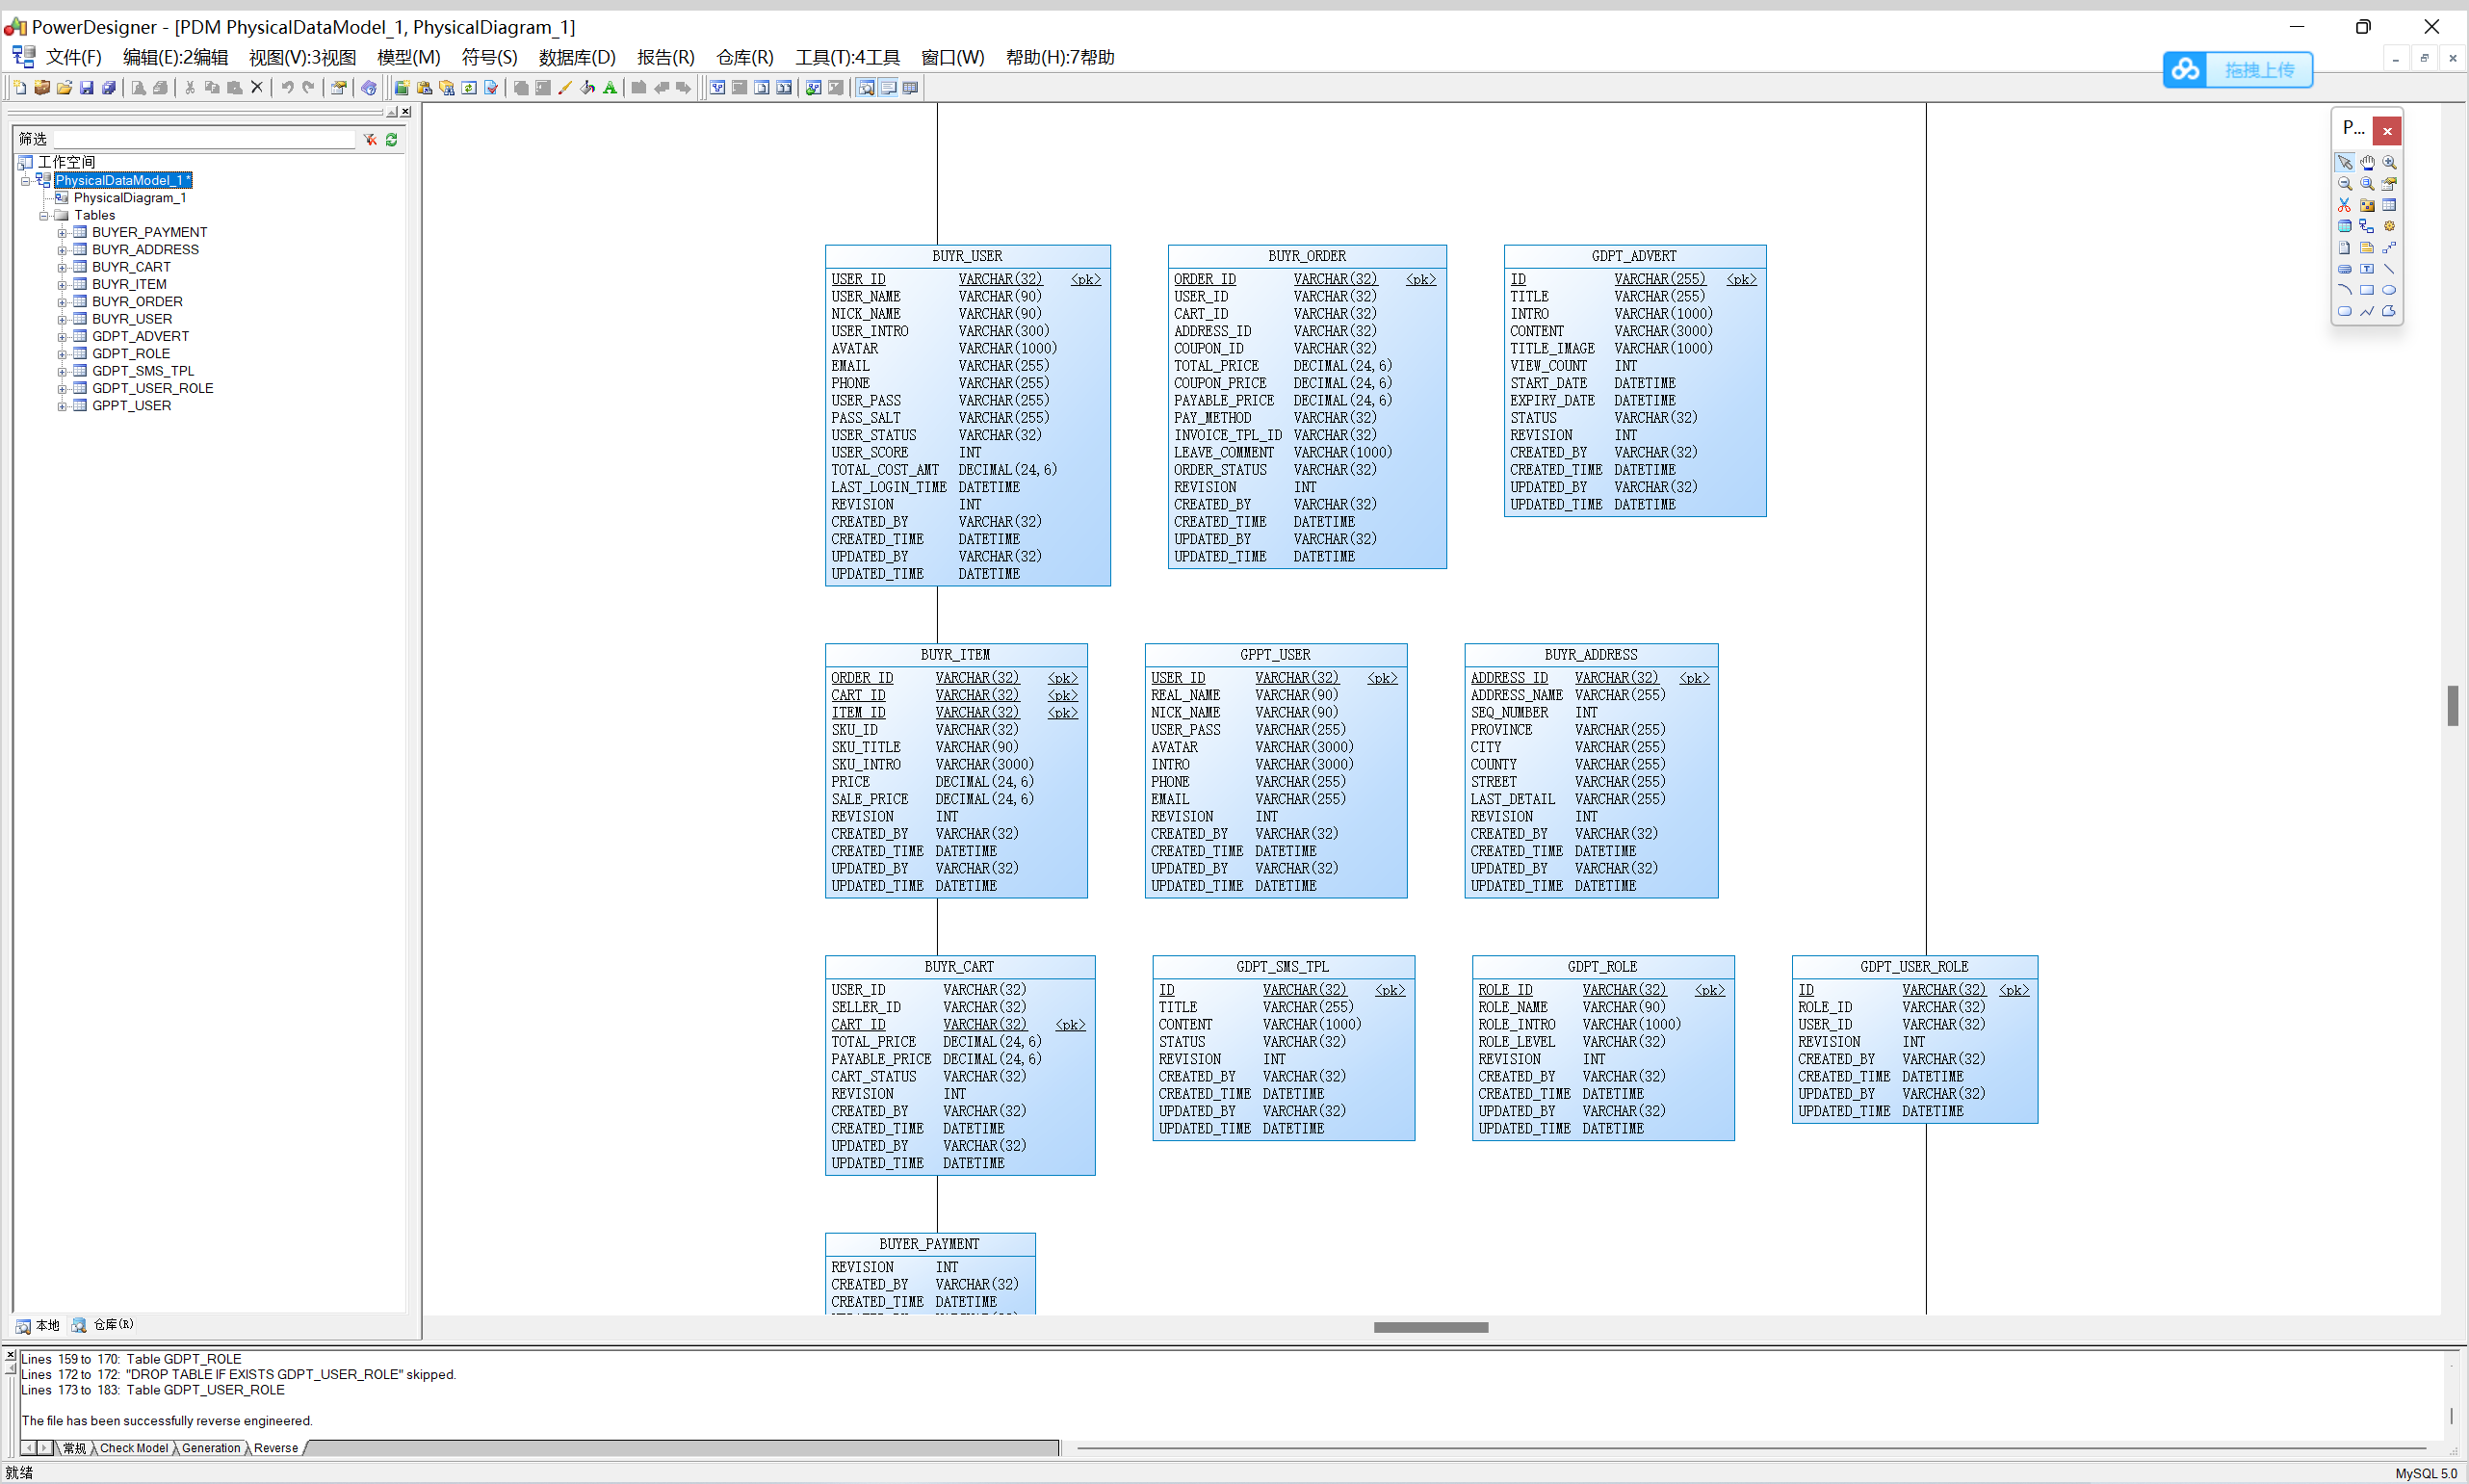 PowerDesigner - [PDM PhysicalDataModel_1, PhysicalDiagram_1]
文件(F) 编辑(E):2编辑 视图(V):3视图 模型(M) 符号(S) 数据库(D) 报告(R) 仓库(R) 工具(T):4工具 窗口(W) 帮助(H):7帮助
拖拽上传
筛选
工作空间
PhysicalDataModel_1 *
PhysicalDiagram_1
Tables
BUYER_PAYMENT
BUYR_ADDRESS
BUYR_CART
BUYR_ITEM
BUYR_ORDER
BUYR_USER
GDPT_ADVERT
GDPT_ROLE
GDPT_SMS_TPL
GDPT_USER_ROLE
GPPT_USER
本地 仓库(R)
P...
BUYR_USER
USER_ID VARCHAR(32) <pk>
USER_NAME VARCHAR(90)
NICK_NAME VARCHAR(90)
USER_INTRO VARCHAR(300)
AVATAR VARCHAR(1000)
EMAIL VARCHAR(255)
PHONE VARCHAR(255)
USER_PASS VARCHAR(255)
PASS_SALT VARCHAR(255)
USER_STATUS VARCHAR(32)
USER_SCORE INT
TOTAL_COST_AMT DECIMAL(24,6)
LAST_LOGIN_TIME DATETIME
REVISION INT
CREATED_BY VARCHAR(32)
CREATED_TIME DATETIME
UPDATED_BY VARCHAR(32)
UPDATED_TIME DATETIME
BUYR_ORDER
ORDER_ID VARCHAR(32) <pk>
USER_ID VARCHAR(32)
CART_ID VARCHAR(32)
ADDRESS_ID VARCHAR(32)
COUPON_ID VARCHAR(32)
TOTAL_PRICE DECIMAL(24,6)
COUPON_PRICE DECIMAL(24,6)
PAYABLE_PRICE DECIMAL(24,6)
PAY_METHOD VARCHAR(32)
INVOICE_TPL_ID VARCHAR(32)
LEAVE_COMMENT VARCHAR(1000)
ORDER_STATUS VARCHAR(32)
REVISION INT
CREATED_BY VARCHAR(32)
CREATED_TIME DATETIME
UPDATED_BY VARCHAR(32)
UPDATED_TIME DATETIME
GDPT_ADVERT
ID VARCHAR(255) <pk>
TITLE VARCHAR(255)
INTRO VARCHAR(1000)
CONTENT VARCHAR(3000)
TITLE_IMAGE VARCHAR(1000)
VIEW_COUNT INT
START_DATE DATETIME
EXPIRY_DATE DATETIME
STATUS VARCHAR(32)
REVISION INT
CREATED_BY VARCHAR(32)
CREATED_TIME DATETIME
UPDATED_BY VARCHAR(32)
UPDATED_TIME DATETIME
BUYR_ITEM
ORDER_ID VARCHAR(32) <pk>
CART_ID VARCHAR(32) <pk>
ITEM_ID VARCHAR(32) <pk>
SKU_ID VARCHAR(32)
SKU_TITLE VARCHAR(90)
SKU_INTRO VARCHAR(3000)
PRICE DECIMAL(24,6)
SALE_PRICE DECIMAL(24,6)
REVISION INT
CREATED_BY VARCHAR(32)
CREATED_TIME DATETIME
UPDATED_BY VARCHAR(32)
UPDATED_TIME DATETIME
GPPT_USER
USER_ID VARCHAR(32) <pk>
REAL_NAME VARCHAR(90)
NICK_NAME VARCHAR(90)
USER_PASS VARCHAR(255)
AVATAR VARCHAR(3000)
INTRO VARCHAR(3000)
PHONE VARCHAR(255)
EMAIL VARCHAR(255)
REVISION INT
CREATED_BY VARCHAR(32)
CREATED_TIME DATETIME
UPDATED_BY VARCHAR(32)
UPDATED_TIME DATETIME
BUYR_ADDRESS
ADDRESS_ID VARCHAR(32) <pk>
ADDRESS_NAME VARCHAR(255)
SEQ_NUMBER INT
PROVINCE VARCHAR(255)
CITY VARCHAR(255)
COUNTY VARCHAR(255)
STREET VARCHAR(255)
LAST_DETAIL VARCHAR(255)
REVISION INT
CREATED_BY VARCHAR(32)
CREATED_TIME DATETIME
UPDATED_BY VARCHAR(32)
UPDATED_TIME DATETIME
BUYR_CART
USER_ID VARCHAR(32)
SELLER_ID VARCHAR(32)
CART_ID VARCHAR(32) <pk>
TOTAL_PRICE DECIMAL(24,6)
PAYABLE_PRICE DECIMAL(24,6)
CART_STATUS VARCHAR(32)
REVISION INT
CREATED_BY VARCHAR(32)
CREATED_TIME DATETIME
UPDATED_BY VARCHAR(32)
UPDATED_TIME DATETIME
GDPT_SMS_TPL
ID VARCHAR(32) <pk>
TITLE VARCHAR(255)
CONTENT VARCHAR(1000)
STATUS VARCHAR(32)
REVISION INT
CREATED_BY VARCHAR(32)
CREATED_TIME DATETIME
UPDATED_BY VARCHAR(32)
UPDATED_TIME DATETIME
GDPT_ROLE
ROLE_ID VARCHAR(32) <pk>
ROLE_NAME VARCHAR(90)
ROLE_INTRO VARCHAR(1000)
ROLE_LEVEL VARCHAR(32)
REVISION INT
CREATED_BY VARCHAR(32)
CREATED_TIME DATETIME
UPDATED_BY VARCHAR(32)
UPDATED_TIME DATETIME
GDPT_USER_ROLE
ID VARCHAR(32) <pk>
ROLE_ID VARCHAR(32)
USER_ID VARCHAR(32)
REVISION INT
CREATED_BY VARCHAR(32)
CREATED_TIME DATETIME
UPDATED_BY VARCHAR(32)
UPDATED_TIME DATETIME
BUYER_PAYMENT
REVISION INT
CREATED_BY VARCHAR(32)
CREATED_TIME DATETIME
Lines 159 to 170: Table GDPT_ROLE
Lines 172 to 172: "DROP TABLE IF EXISTS GDPT_USER_ROLE" skipped.
Lines 173 to 183: Table GDPT_USER_ROLE
The file has been successfully reverse engineered.
常规 Check Model Generation Reverse
就绪 MySQL 5.0